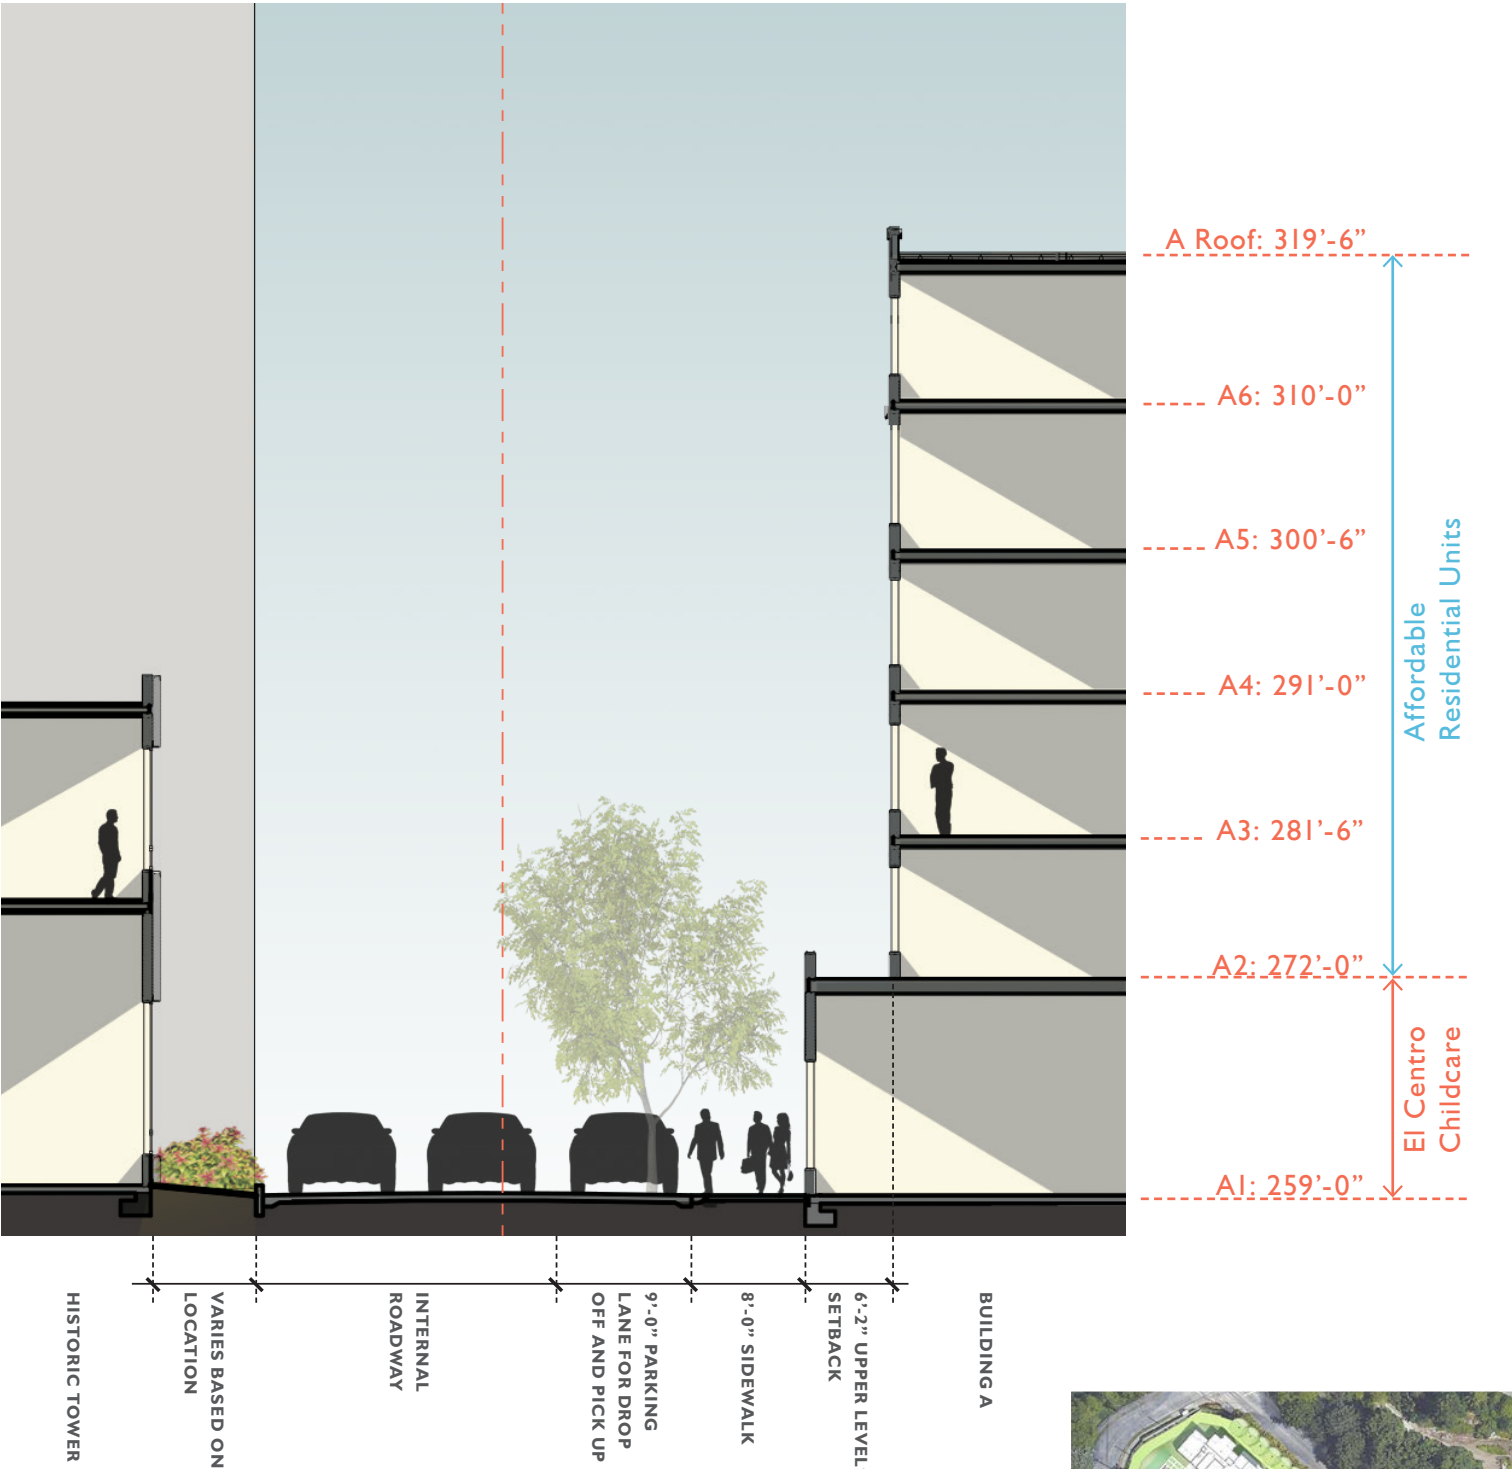 A Roof: 319’-6”
A6: 310’-0”
A5: 300’-6”
A4: 291’-0”
A3: 281’-6”
A2: 272’-0”
A1: 259’-0”
Affordable
Residential Units
El Centro
Childcare
HISTORIC TOWER
VARIES BASED ON
LOCATION
INTERNAL
ROADWAY
9’-0” PARKING
LANE FOR DROP
OFF AND PICK UP
8’-0” SIDEWALK
6’-2” UPPER LEVEL
SETBACK
BUILDING A